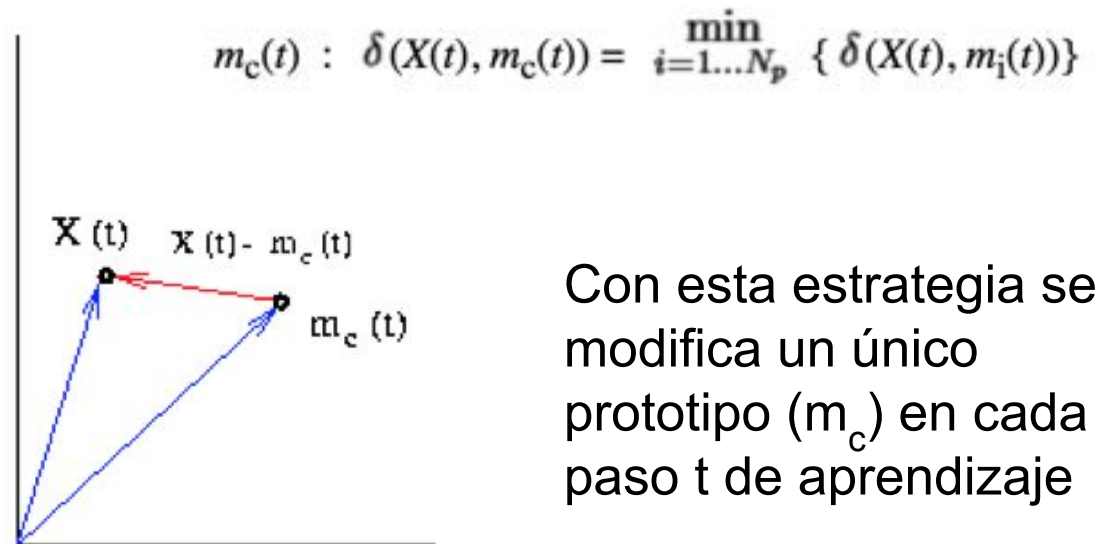 m_c(t) : δ(X(t), m_c(t)) = min_{i=1...N_p} { δ(X(t), m_i(t))}
X (t)
X (t) - m_c (t)
m_c (t)
Con esta estrategia se
modifica un único
prototipo (m_c) en cada
paso t de aprendizaje